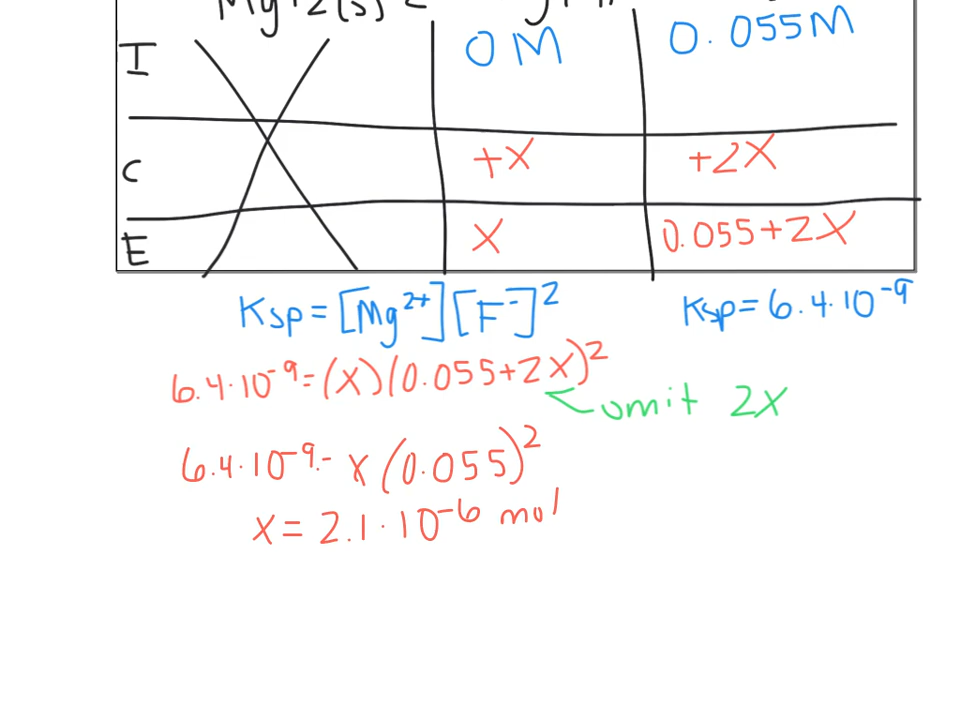 I 0 M 0.055M
C +X +2X
E X 0.055+2X
Ksp=[Mg²⁺][F⁻]² Ksp=6.4·10⁻⁹
6.4·10⁻⁹=(x)(0.055+2x)²
omit 2x
6.4·10⁻⁹= x(0.055)²
x=2.1·10⁻⁶ mol